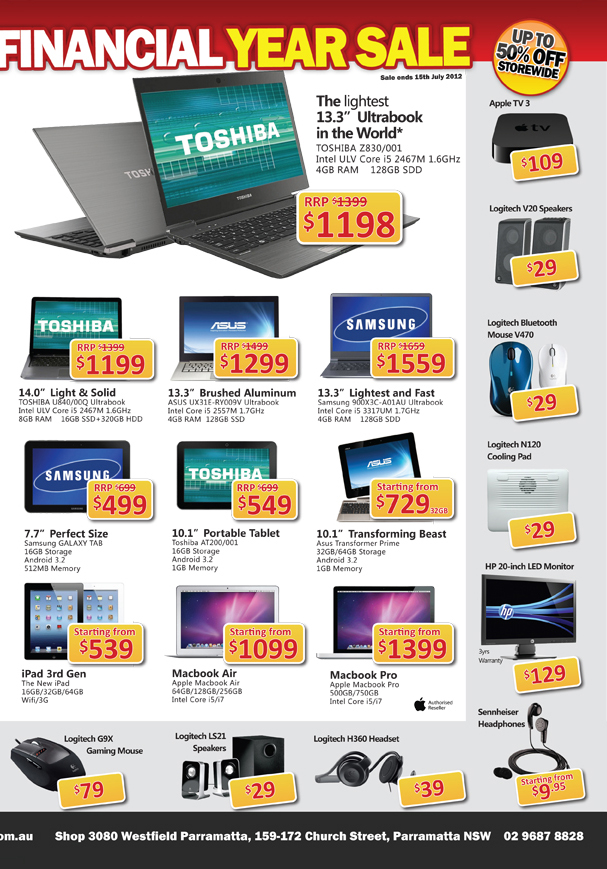 FINANCIAL YEAR SALE
UP TO
50% OFF
STOREWIDE
Sale ends 15th July 2012
TOSHIBA
The lightest
13.3" Ultrabook
in the World*
TOSHIBA Z830/001
Intel ULV Core i5 2467M 1.6GHz
4GB RAM 128GB SDD
RRP $1399
$1198
Apple TV 3
tv
$109
Logitech V20 Speakers
$29
Logitech Bluetooth
Mouse V470
$29
Logitech N120
Cooling Pad
$29
HP 20-inch LED Monitor
hp
3yrs
Warranty
$129
Sennheiser
Headphones
Starting from
$9.95
TOSHIBA
RRP $1399
$1199
14.0" Light & Solid
TOSHIBA U840/00Q Ultrabook
Intel ULV Core i5 2467M 1.6GHz
8GB RAM 16GB SSD+320GB HDD
ASUS
RRP $1499
$1299
13.3" Brushed Aluminum
ASUS UX31E-RY009V Ultrabook
Intel Core i5 2557M 1.7GHz
4GB RAM 128GB SSD
SAMSUNG
RRP $1659
$1559
13.3" Lightest and Fast
Samsung 900X3C-A01AU Ultrabook
Intel Core i5 3317UM 1.7GHz
4GB RAM 128GB SSD
SAMSUNG
RRP $699
$499
7.7" Perfect Size
Samsung GALAXY TAB
16GB Storage
Android 3.2
512MB Memory
TOSHIBA
RRP $699
$549
10.1" Portable Tablet
Toshiba AT200/001
16GB Storage
Android 3.2
1GB Memory
ASUS
Starting from
$729 32GB
10.1" Transforming Beast
Asus Transformer Prime
32GB/64GB Storage
Android 3.2
1GB Memory
Starting from
$539
iPad 3rd Gen
The New iPad
16GB/32GB/64GB
Wifi/3G
Starting from
$1099
Macbook Air
Apple Macbook Air
64GB/128GB/256GB
Intel Core i5/i7
Starting from
$1399
Macbook Pro
Apple Macbook Pro
500GB/750GB
Intel Core i5/i7
Authorised
Reseller
Logitech G9X
Gaming Mouse
$79
Logitech LS21
Speakers
$29
Logitech H360 Headset
$39
om.au Shop 3080 Westfield Parramatta, 159-172 Church Street, Parramatta NSW 02 9687 8828